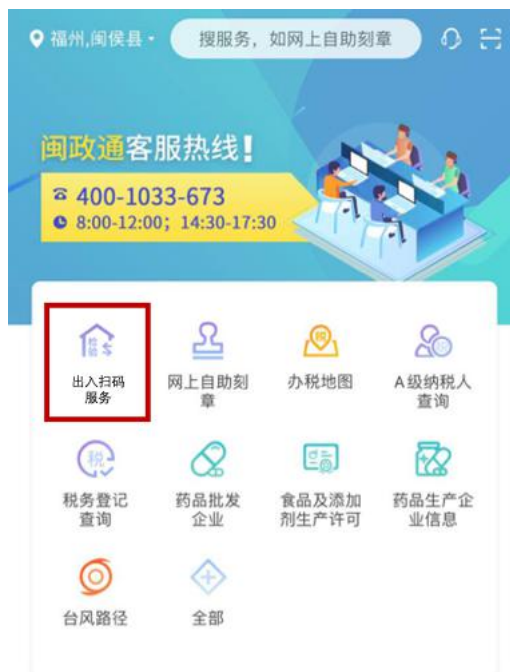 福州,闽侯县
搜服务，如网上自助刻章
闽政通客服热线！
400-1033-673
8:00-12:00；14:30-17:30
检验
出入扫码
服务
网上自助刻
章
税
办税地图
A级纳税人
查询
税
税务登记
查询
药品批发
企业
食品及添加
剂生产许可
药品生产企
业信息
台风路径
全部